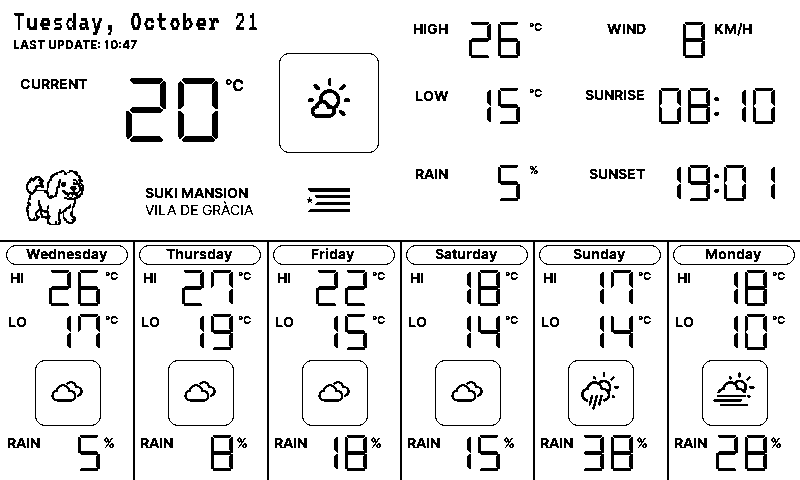 Tuesday, October 21
LAST UPDATE: 10:47
CURRENT 20 °C
SUKI MANSION
VILA DE GRÀCIA
HIGH 26 °C
LOW 15 °C
RAIN 5 %
WIND 8 KM/H
SUNRISE 08:10
SUNSET 19:01
Wednesday
HI 26 °C
LO 17 °C
RAIN 5 %
Thursday
HI 27 °C
LO 19 °C
RAIN 8 %
Friday
HI 22 °C
LO 15 °C
RAIN 18 %
Saturday
HI 18 °C
LO 14 °C
RAIN 15 %
Sunday
HI 17 °C
LO 14 °C
RAIN 38 %
Monday
HI 18 °C
LO 10 °C
RAIN 28 %